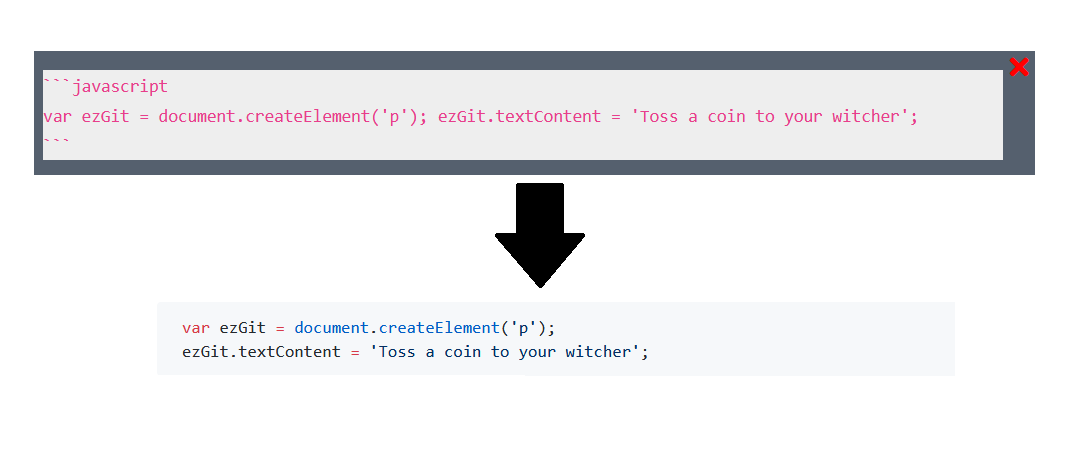 ```javascript
var ezGit = document.createElement('p'); ezGit.textContent = 'Toss a coin to your witcher';
```
var ezGit = document.createElement('p');
ezGit.textContent = 'Toss a coin to your witcher';